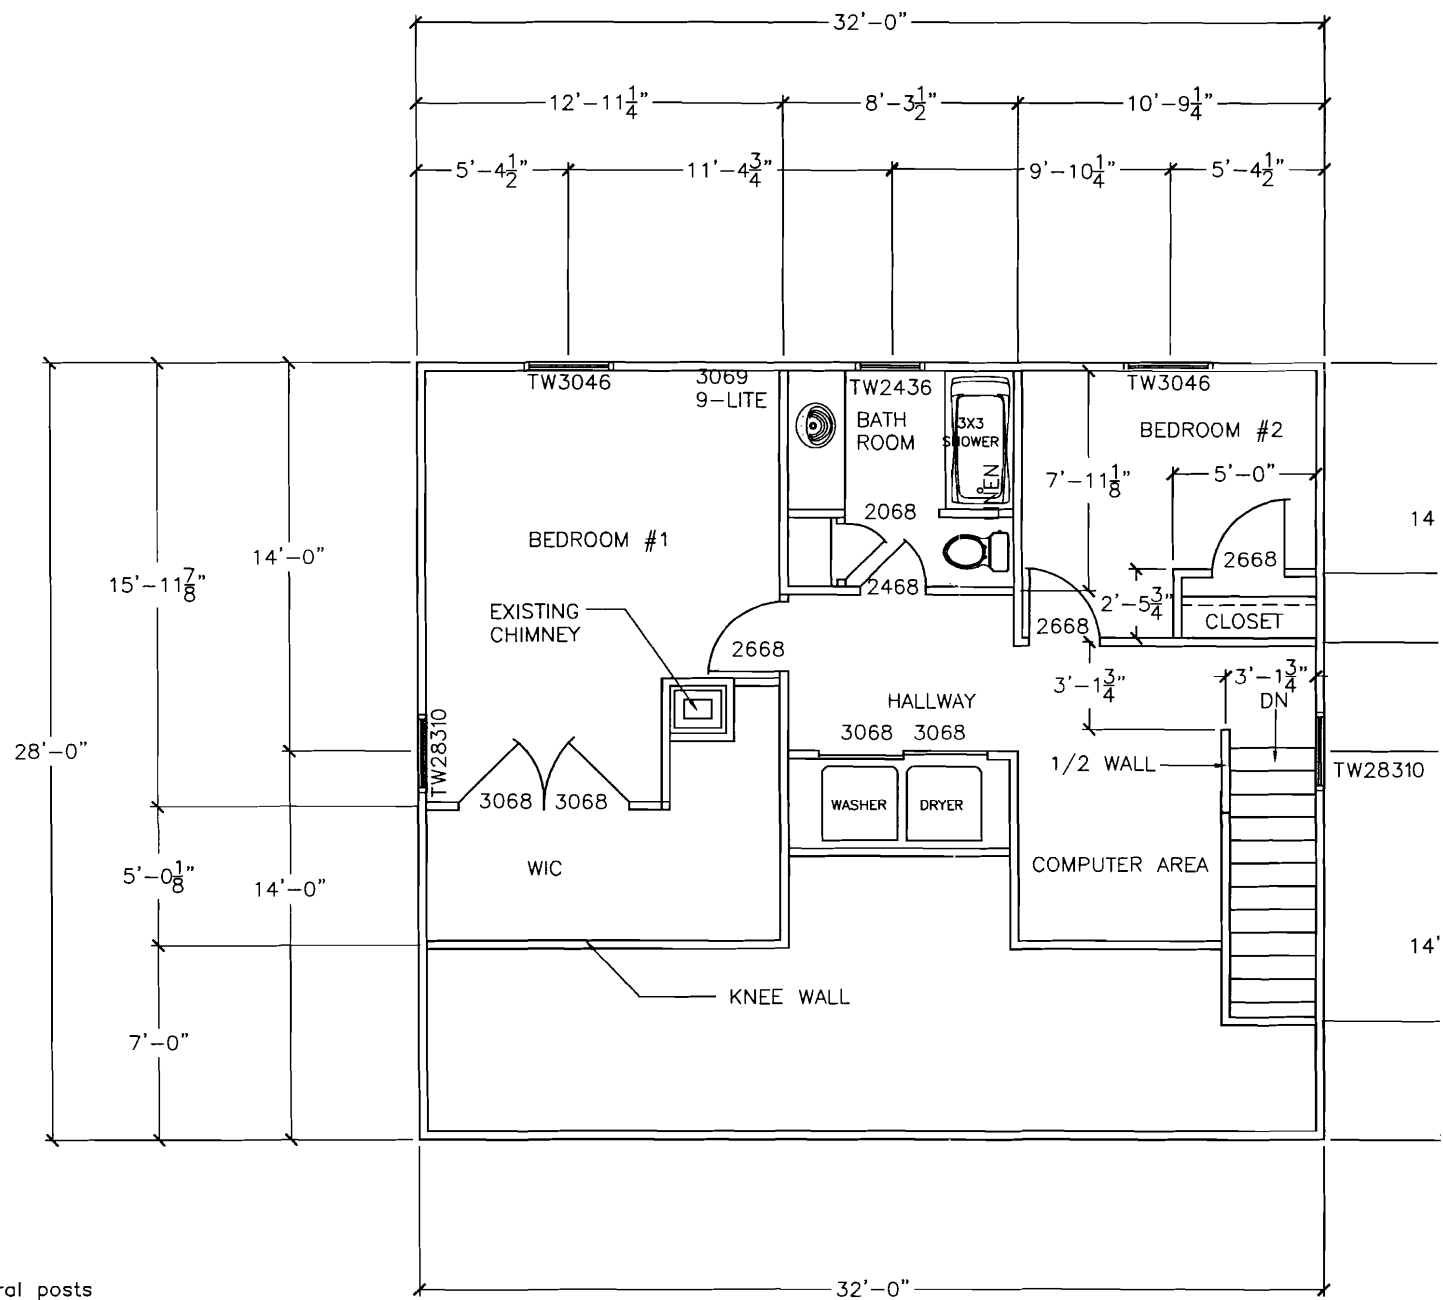 32'-0"
12'-11 1/4"
8'-3 1/2"
10'-9 1/4"
5'-4 1/2"
11'-4 3/4"
9'-10 1/4"
5'-4 1/2"
TW3046
3069
9-LITE
TW2436
TW3046
BATH
ROOM
3X3
SHOWER
BEDROOM #2
7'-11 1/8"
5'-0"
2068
14
BEDROOM #1
14'-0"
15'-11 7/8"
2668
2468
EXISTING
CHIMNEY
2'-5 3/4"
CLOSET
2668
2668
3'-1 3/4"
3'-1 3/4"
DN
HALLWAY
28'-0"
TW28310
3068 3068
1/2 WALL
TW28310
3068 3068
WASHER
DRYER
WIC
COMPUTER AREA
5'-0 1/8"
14'-0"
14'
KNEE WALL
7'-0"
32'-0"
ral posts